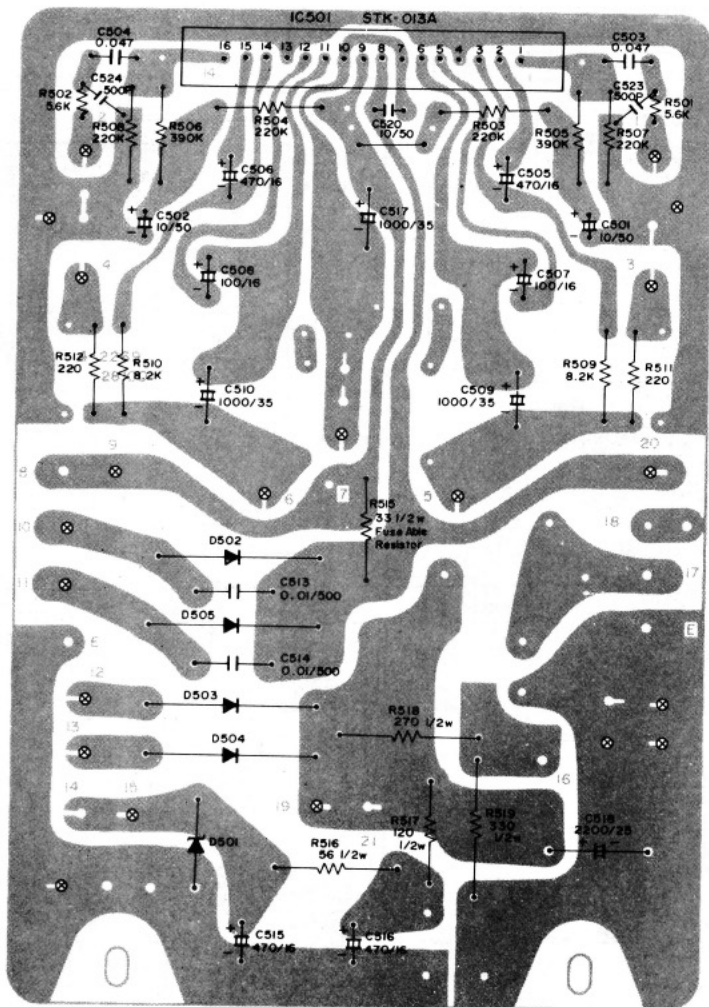 IC501 STK-013A
16 15 14 13 12 11 10 9 8 7 6 5 4 3 2 1
C504
0.047
C503
0.047
R502
5.6K
C524
500P
C523
500P
R501
5.6K
R508
220K
R506
390K
R504
220K
C520
10/50
R503
220K
R505
390K
R507
220K
C506
470/16
C505
470/16
C502
10/50
C517
1000/35
C501
10/50
4
3
C508
100/16
C507
100/16
R512
220
R510
8.2K
C510
1000/35
C509
1000/35
R509
8.2K
R511
220
8
9
6
7
5
20
R515
33 1/2w
Fuse Able
Resistor
10
D502
18
11
C513
0.01/500
17
D505
E
C514
0.01/500
E
12
D503
R518
270 1/2w
13
D504
14
15
19
16
R517
120
1/2w
R519
330
1/2w
C518
2200/25
D501
R516
56 1/2w
21
C515
470/16
C516
470/16